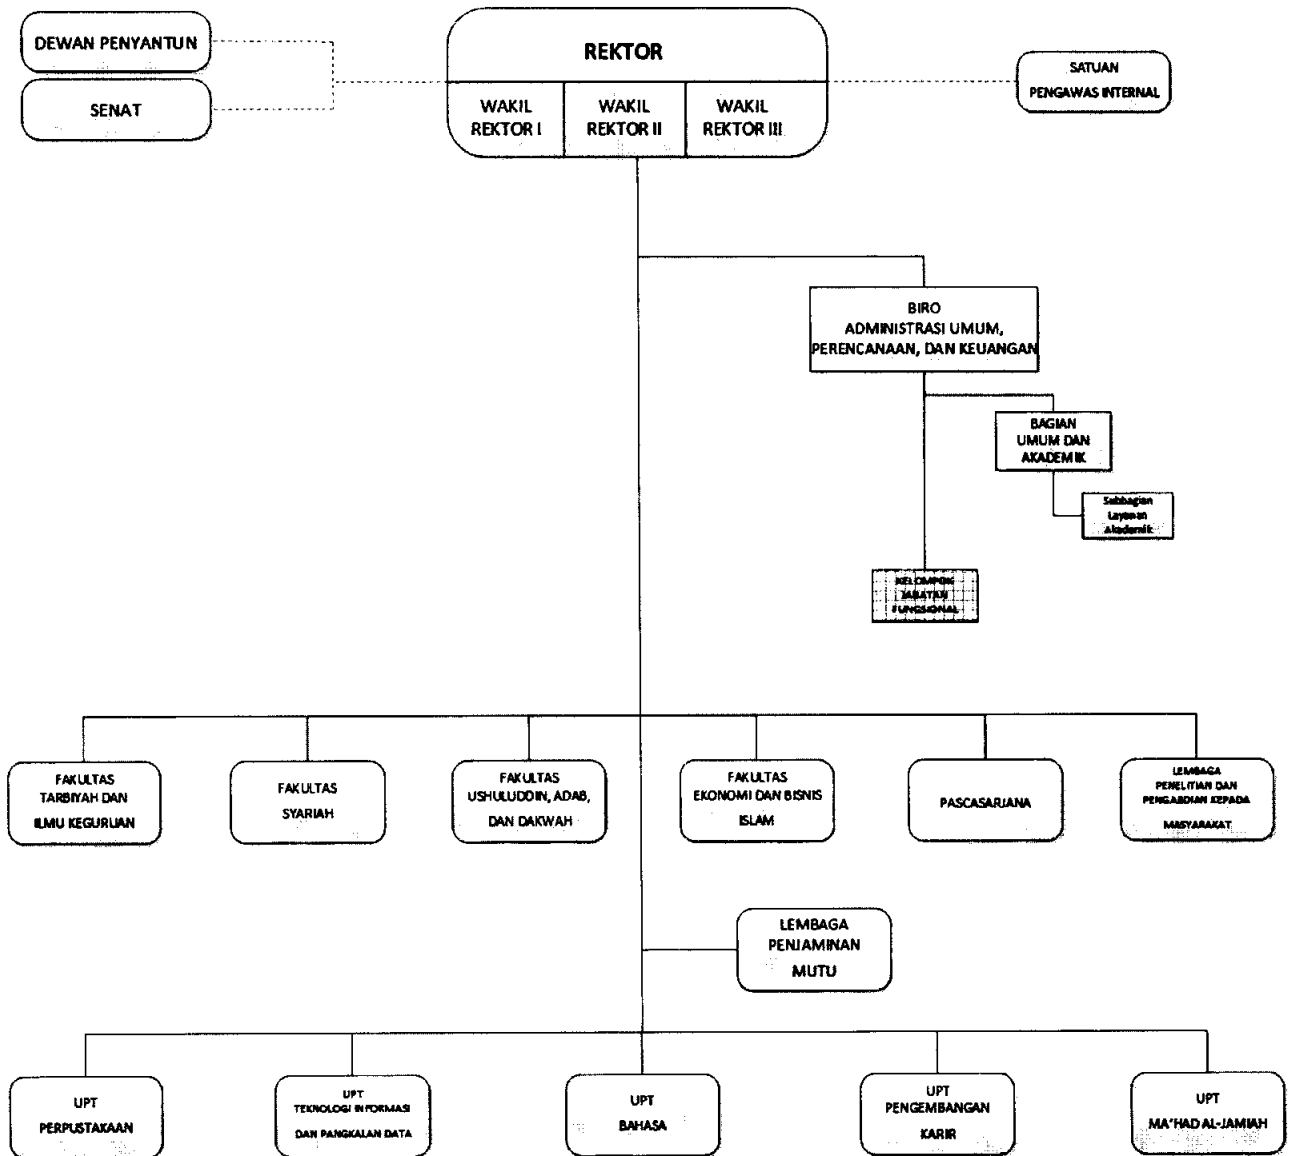 DEWAN PENYANTUN
SENAT
REKTOR
WAKIL
REKTOR I
WAKIL
REKTOR II
WAKIL
REKTOR III
SATUAN
PENGAWAS INTERNAL
BIRO
ADMINISTRASI UMUM,
PERENCANAAN, DAN KEUANGAN
BAGIAN
UMUM DAN
AKADEMIK
Subbagian
Layanan
Akademik
KELOMPOK
JABATAN
FUNGSIONAL
FAKULTAS
TARBIYAH DAN
ILMU KEGURUAN
FAKULTAS
SYARIAH
FAKULTAS
USHULUDDIN, ADAB,
DAN DAKWAH
FAKULTAS
EKONOMI DAN BISNIS
ISLAM
PASCASARJANA
LEMBAGA
PENELITIAN DAN
PENGABDIAN KEPADA
MASYARAKAT
LEMBAGA
PENJAMINAN
MUTU
UPT
PERPUSTAKAAN
UPT
TEKNOLOGI INFORMASI
DAN PANGKALAN DATA
UPT
BAHASA
UPT
PENGEMBANGAN
KARIR
UPT
MA'HAD AL-JAMIAH